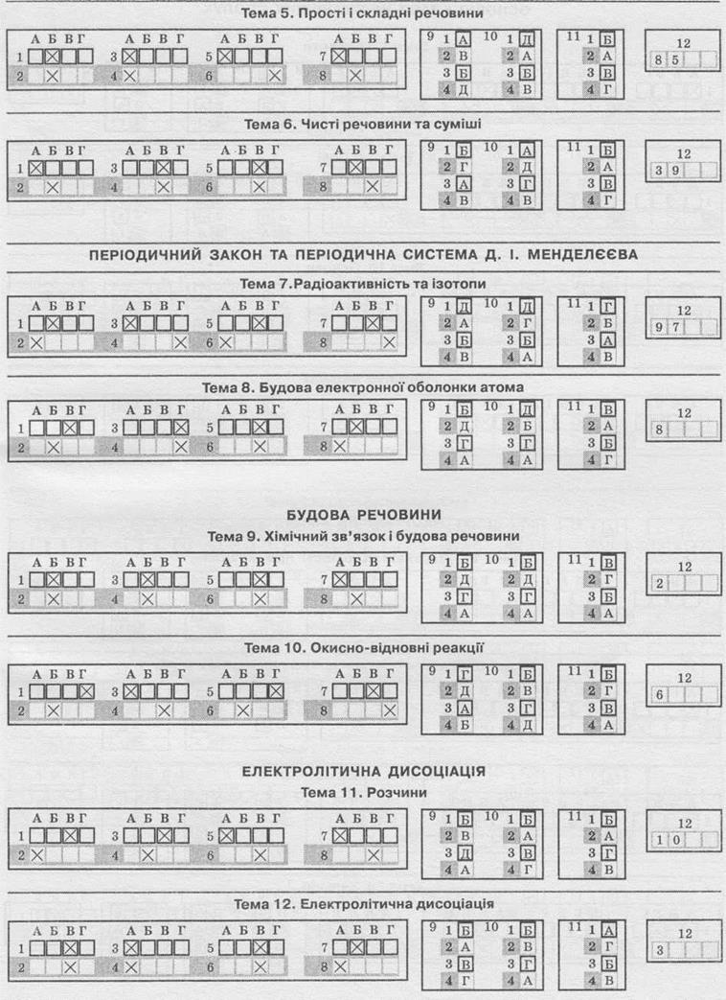 Тема 5. Прості і складні речовини
А Б В Г А Б В Г А Б В Г А Б В Г 9 1 А 10 1 Д 11 1 Б 12
1 3 5 7 2 В 2 А 2 А 8 5
2 4 6 8 3 Б 3 Б 3 В
4 Д 4 В 4 Г
Тема 6. Чисті речовини та суміші
А Б В Г А Б В Г А Б В Г А Б В Г 9 1 Б 10 1 А 11 1 Б 12
1 3 5 7 2 Г 2 Д 2 А 3 9
2 4 6 8 3 А 3 Г 3 В
4 В 4 В 4 Г
ПЕРІОДИЧНИЙ ЗАКОН ТА ПЕРІОДИЧНА СИСТЕМА Д. І. МЕНДЕЛЄЄВА
Тема 7.Радіоактивність та ізотопи
А Б В Г А Б В Г А Б В Г А Б В Г 9 1 Д 10 1 Д 11 1 Г 12
1 3 5 7 2 А 2 Г 2 Б 9 7
2 4 6 8 3 Б 3 Б 3 А
4 В 4 А 4 В
Тема 8. Будова електронної оболонки атома
А Б В Г А Б В Г А Б В Г А Б В Г 9 1 Б 10 1 Д 11 1 В 12
1 3 5 7 2 Д 2 Б 2 А 8
2 4 6 8 3 Г 3 Г 3 Б
4 А 4 А 4 Г
БУДОВА РЕЧОВИНИ
Тема 9. Хімічний зв'язок і будова речовини
А Б В Г А Б В Г А Б В Г А Б В Г 9 1 Б 10 1 Б 11 1 В 12
1 3 5 7 2 Д 2 Д 2 Г 2
2 4 6 8 3 Г 3 Г 3 Б
4 А 4 А 4 А
Тема 10. Окисно-відновні реакції
А Б В Г А Б В Г А Б В Г А Б В Г 9 1 Г 10 1 Б 11 1 Б 12
1 3 5 7 2 Д 2 В 2 Г 6
2 4 6 8 3 А 3 Г 3 В
4 Б 4 Д 4 А
ЕЛЕКТРОЛІТИЧНА ДИСОЦІАЦІЯ
Тема 11. Розчини
А Б В Г А Б В Г А Б В Г А Б В Г 9 1 Б 10 1 Б 11 1 Б 12
1 3 5 7 2 В 2 А 2 А 1 0
2 4 6 8 3 Д 3 В 3 Г
4 А 4 Г 4 В
Тема 12. Електролітична дисоціація
А Б В Г А Б В Г А Б В Г А Б В Г 9 1 Б 10 1 Б 11 1 А 12
1 3 5 7 2 А 2 В 2 Г 3
2 4 6 8 3 В 3 Г 3 Б
4 Г 4 А 4 В